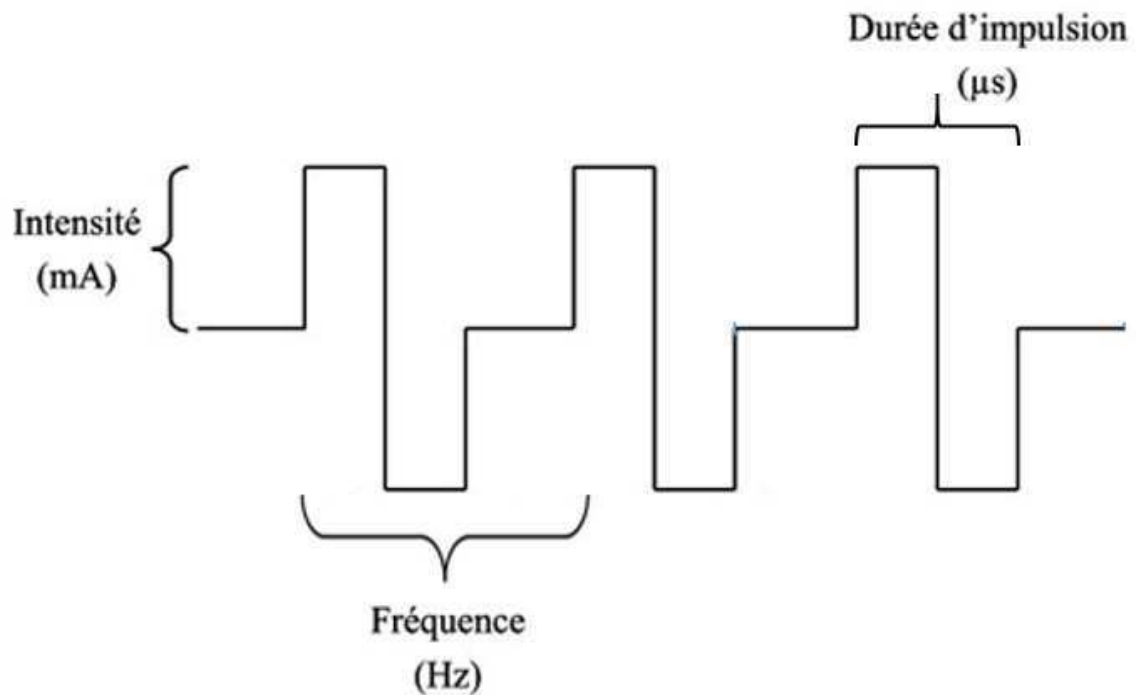 Durée d'impulsion
(µs)
Intensité
(mA)
Fréquence
(Hz)